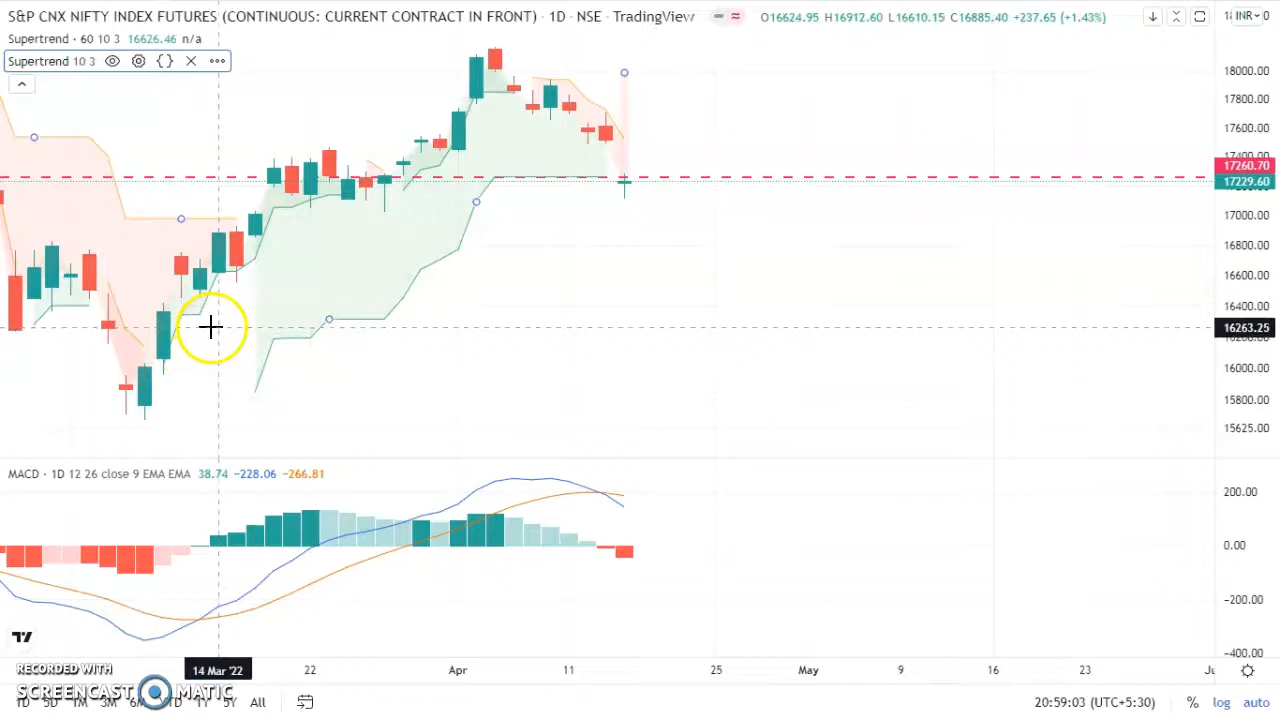 S&P CNX NIFTY INDEX FUTURES (CONTINUOUS: CURRENT CONTRACT IN FRONT) · 1D · NSE · TradingView O16624.95 H16912.60 L16610.15 C16885.40 +237.65 (+1.43%) INR
Supertrend · 60 10 3 16626.46 n/a
Supertrend 10 3
18000.00
17800.00
17600.00
17400.00
17260.70
17229.60
17000.00
16800.00
16600.00
16400.00
16263.25
16200.00
16000.00
15800.00
15625.00
MACD · 1D 12 26 close 9 EMA EMA 38.74 −228.06 −266.81
200.00
0.00
−200.00
−400.00
14 Mar '22 22 Apr 11 25 May 9 16 23
RECORDED WITH
SCREENCAST MATIC
1D 5D 1M 3M 6M YTD 1Y 5Y All 20:59:03 (UTC+5:30) % log auto